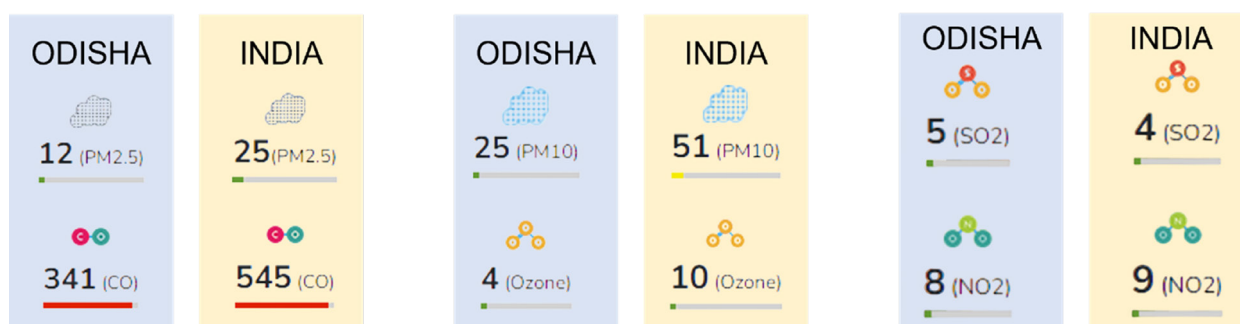 ODISHA
12 (PM2.5)
341 (CO)
INDIA
25(PM2.5)
545 (CO)
ODISHA
25 (PM10)
4 (Ozone)
INDIA
51 (PM10)
10 (Ozone)
ODISHA
S
5 (SO2)
N
8 (NO2)
INDIA
S
4 (SO2)
N
9 (NO2)